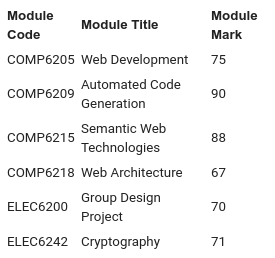 Module Code Module Title Module Mark
COMP6205 Web Development 75
COMP6209 Automated Code Generation 90
COMP6215 Semantic Web Technologies 88
COMP6218 Web Architecture 67
ELEC6200 Group Design Project 70
ELEC6242 Cryptography 71